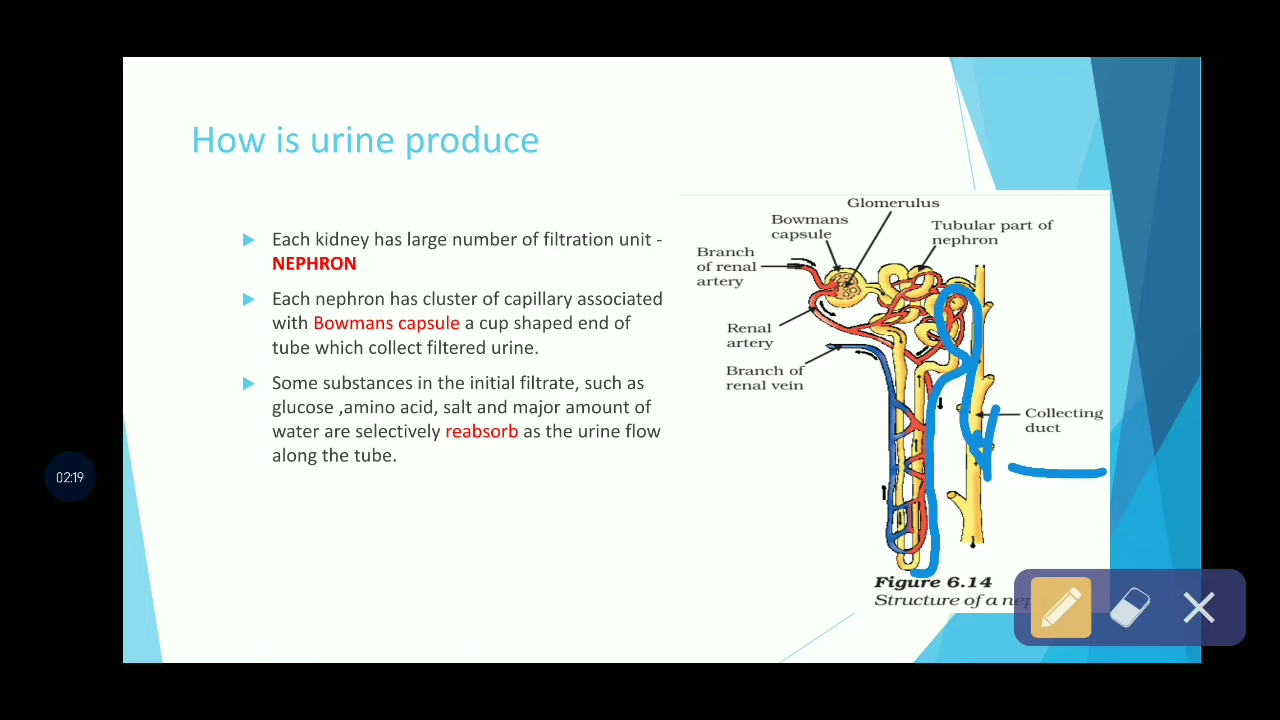 How is urine produce
Each kidney has large number of filtration unit -
NEPHRON
Each nephron has cluster of capillary associated
with Bowmans capsule a cup shaped end of
tube which collect filtered urine.
Some substances in the initial filtrate, such as
glucose ,amino acid, salt and major amount of
water are selectively reabsorb as the urine flow
along the tube.
Glomerulus
Bowmans
capsule
Tubular part of
nephron
Branch
of renal
artery
Renal
artery
Branch of
renal vein
Collecting
duct
Figure 6.14
Structure of a
02:19